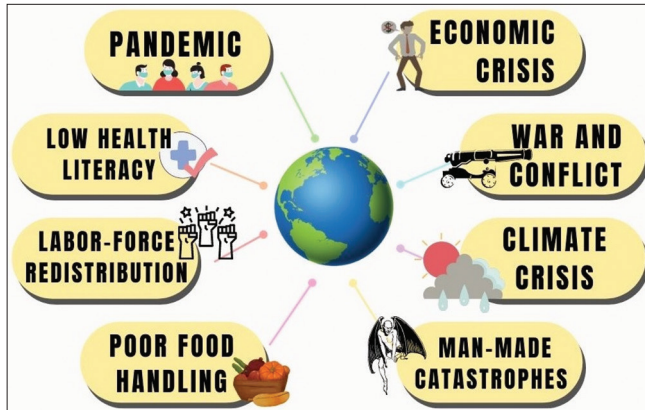 PANDEMIC
ECONOMIC
CRISIS
LOW HEALTH
LITERACY
WAR AND
CONFLICT
LABOR-FORCE
REDISTRIBUTION
CLIMATE
CRISIS
POOR FOOD
HANDLING
MAN-MADE
CATASTROPHES